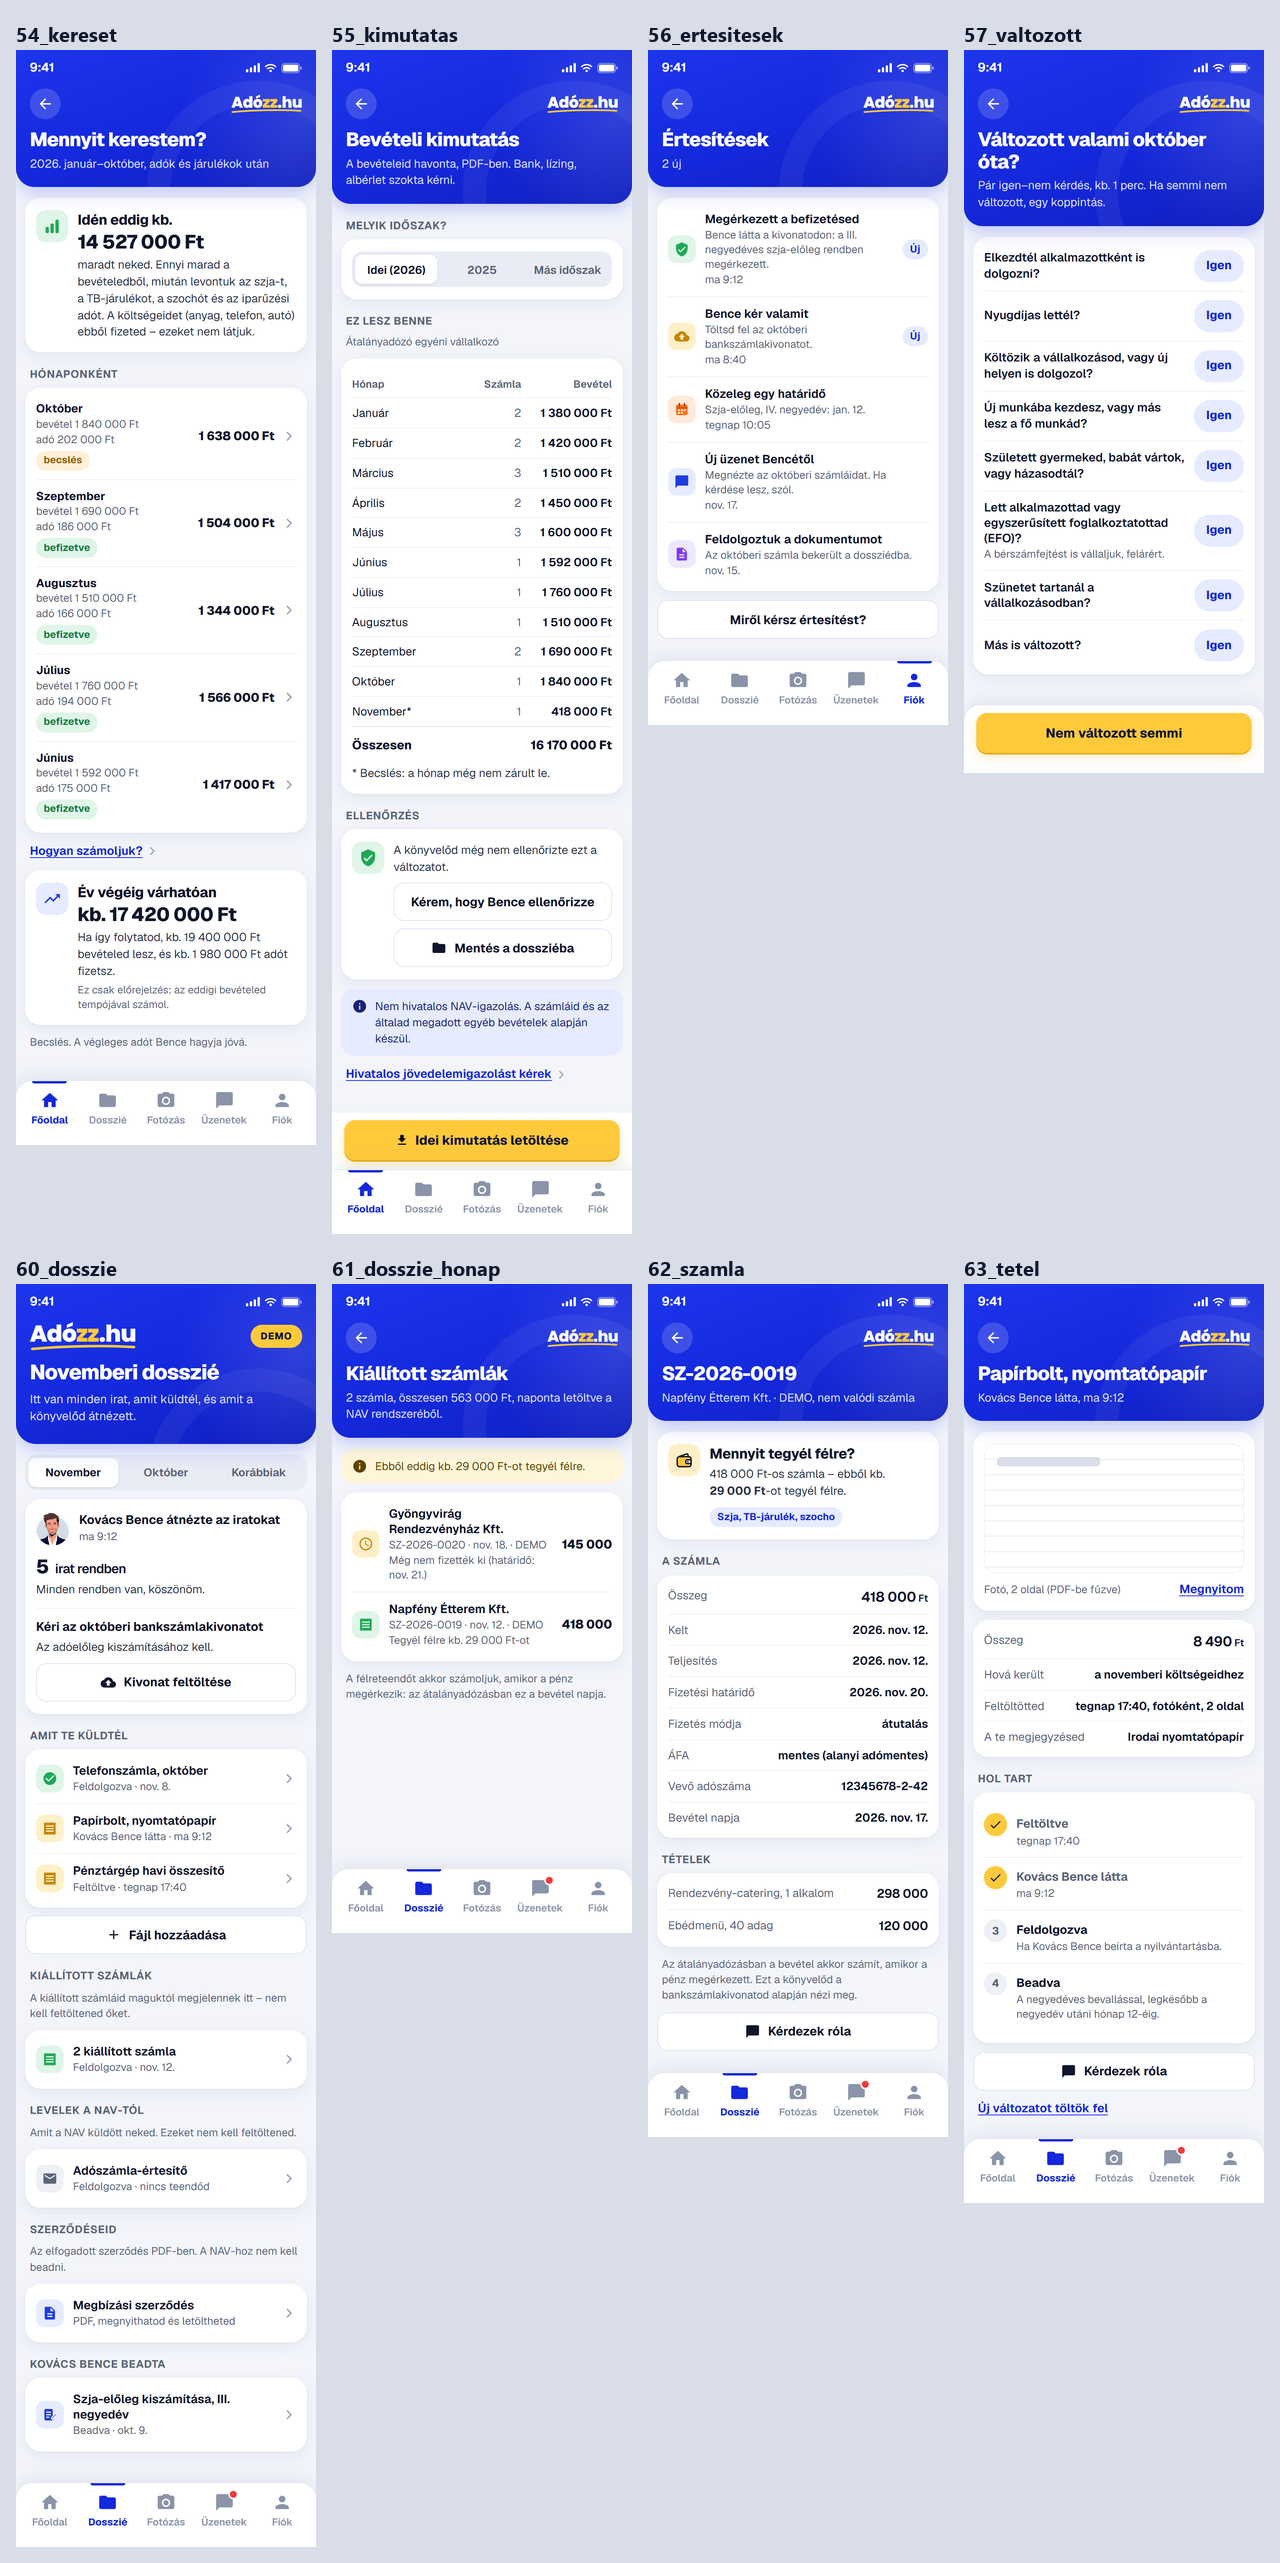 54_kereset
9:41
Adózz.hu
Mennyit kerestem?
2026. január–október, adók és járulékok után
Idén eddig kb.
14 527 000 Ft
maradt neked. Ennyi marad a
bevételedből, miután levontuk az szja-t,
a TB-járulékot, a szochót és az iparűzési
adót. A költségeidet (anyag, telefon, autó)
ebből fizeted – ezeket nem látjuk.
HÓNAPONKÉNT
Október
bevétel 1 840 000 Ft
adó 202 000 Ft
becslés
1 638 000 Ft
Szeptember
bevétel 1 690 000 Ft
adó 186 000 Ft
befizetve
1 504 000 Ft
Augusztus
bevétel 1 510 000 Ft
adó 166 000 Ft
befizetve
1 344 000 Ft
Július
bevétel 1 760 000 Ft
adó 194 000 Ft
befizetve
1 566 000 Ft
Június
bevétel 1 592 000 Ft
adó 175 000 Ft
befizetve
1 417 000 Ft
Hogyan számoljuk?
Év végéig várhatóan
kb. 17 420 000 Ft
Ha így folytatod, kb. 19 400 000 Ft
bevételed lesz, és kb. 1 980 000 Ft adót
fizetsz.
Ez csak előrejelzés: az eddigi bevételed
tempójával számol.
Becslés. A végleges adót Bence hagyja jóvá.
Főoldal Dosszié Fotózás Üzenetek Fiók
55_kimutatas
9:41
Adózz.hu
Bevételi kimutatás
A bevételeid havonta, PDF-ben. Bank, lízing,
albérlet szokta kérni.
MELYIK IDŐSZAK?
Idei (2026) 2025 Más időszak
EZ LESZ BENNE
Átalányadózó egyéni vállalkozó
Hónap Számla Bevétel
Január 2 1 380 000 Ft
Február 2 1 420 000 Ft
Március 3 1 510 000 Ft
Április 2 1 450 000 Ft
Május 3 1 600 000 Ft
Június 1 1 592 000 Ft
Július 1 1 760 000 Ft
Augusztus 1 1 510 000 Ft
Szeptember 2 1 690 000 Ft
Október 1 1 840 000 Ft
November* 1 418 000 Ft
Összesen 16 170 000 Ft
* Becslés: a hónap még nem zárult le.
ELLENŐRZÉS
A könyvelőd még nem ellenőrizte ezt a
változatot.
Kérem, hogy Bence ellenőrizze
Mentés a dossziéba
Nem hivatalos NAV-igazolás. A számláid és az
általad megadott egyéb bevételek alapján
készül.
Hivatalos jövedelemigazolást kérek
Idei kimutatás letöltése
Főoldal Dosszié Fotózás Üzenetek Fiók
56_ertesitesek
9:41
Adózz.hu
Értesítések
2 új
Megérkezett a befizetésed
Bence látta a kivonatodon: a III.
negyedéves szja-előleg rendben
megérkezett.
ma 9:12
Új
Bence kér valamit
Töltsd fel az októberi
bankszámlakivonatot.
ma 8:40
Új
Közeleg egy határidő
Szja-előleg, IV. negyedév: jan. 12.
tegnap 10:05
Új üzenet Bencétől
Megnézte az októberi számláidat. Ha
kérdése lesz, szól.
nov. 17.
Feldolgoztuk a dokumentumot
Az októberi számla bekerült a dossziédba.
nov. 15.
Miről kérsz értesítést?
Főoldal Dosszié Fotózás Üzenetek Fiók
57_valtozott
9:41
Adózz.hu
Változott valami október
óta?
Pár igen–nem kérdés, kb. 1 perc. Ha semmi nem
változott, egy koppintás.
Elkezdtél alkalmazottként is
dolgozni?
Igen
Nyugdíjas lettél?
Igen
Költözik a vállalkozásod, vagy új
helyen is dolgozol?
Igen
Új munkába kezdesz, vagy más
lesz a fő munkád?
Igen
Született gyermeked, babát vártok,
vagy házasodtál?
Igen
Lett alkalmazottad vagy
egyszerűsített foglalkoztatottad
(EFO)?
A bérszámfejtést is vállaljuk, felárért.
Igen
Szünetet tartanál a
vállalkozásodban?
Igen
Más is változott?
Igen
Nem változott semmi
60_dosszie
9:41
Adózz.hu
DEMO
Novemberi dosszié
Itt van minden irat, amit küldtél, és amit a
könyvelőd átnézett.
November Október Korábbiak
Kovács Bence átnézte az iratokat
ma 9:12
5 irat rendben
Minden rendben van, köszönöm.
Kéri az októberi bankszámlakivonatot
Az adóelőleg kiszámításához kell.
Kivonat feltöltése
AMIT TE KÜLDTÉL
Telefonszámla, október
Feldolgozva · nov. 8.
Papírbolt, nyomtatópapír
Kovács Bence látta · ma 9:12
Pénztárgép havi összesítő
Feltöltve · tegnap 17:40
Fájl hozzáadása
KIÁLLÍTOTT SZÁMLÁK
A kiállított számláid maguktól megjelennek itt – nem
kell feltöltened őket.
2 kiállított számla
Feldolgozva · nov. 12.
LEVELEK A NAV-TÓL
Amit a NAV küldött neked. Ezeket nem kell feltöltened.
Adószámla-értesítő
Feldolgozva · nincs teendőd
SZERZŐDÉSEID
Az elfogadott szerződés PDF-ben. A NAV-hoz nem kell
beadni.
Megbízási szerződés
PDF, megnyithatod és letöltheted
KOVÁCS BENCE BEADTA
Szja-előleg kiszámítása, III.
negyedév
Beadva · okt. 9.
Főoldal Dosszié Fotózás Üzenetek Fiók
61_dosszie_honap
9:41
Adózz.hu
Kiállított számlák
2 számla, összesen 563 000 Ft, naponta letöltve a
NAV rendszeréből.
Ebből eddig kb. 29 000 Ft-ot tegyél félre.
Gyöngyvirág
Rendezvényház Kft.
SZ-2026-0020 · nov. 18. · DEMO
Még nem fizették ki (határidő:
nov. 21.)
145 000
Napfény Étterem Kft.
SZ-2026-0019 · nov. 12. · DEMO
Tegyél félre kb. 29 000 Ft-ot
418 000
A félreteendőt akkor számoljuk, amikor a pénz
megérkezik: az átalányadózásban ez a bevétel napja.
Főoldal Dosszié Fotózás Üzenetek Fiók
62_szamla
9:41
Adózz.hu
SZ-2026-0019
Napfény Étterem Kft. · DEMO, nem valódi számla
Mennyit tegyél félre?
418 000 Ft-os számla – ebből kb.
29 000 Ft-ot tegyél félre.
Szja, TB-járulék, szocho
A SZÁMLA
Összeg 418 000 Ft
Kelt 2026. nov. 12.
Teljesítés 2026. nov. 12.
Fizetési határidő 2026. nov. 20.
Fizetés módja átutalás
ÁFA mentes (alanyi adómentes)
Vevő adószáma 12345678-2-42
Bevétel napja 2026. nov. 17.
TÉTELEK
Rendezvény-catering, 1 alkalom 298 000
Ebédmenü, 40 adag 120 000
Az átalányadózásban a bevétel akkor számít, amikor a
pénz megérkezett. Ezt a könyvelőd a
bankszámlakivonatod alapján nézi meg.
Kérdezek róla
Főoldal Dosszié Fotózás Üzenetek Fiók
63_tetel
9:41
Adózz.hu
Papírbolt, nyomtatópapír
Kovács Bence látta, ma 9:12
Fotó, 2 oldal (PDF-be fűzve) Megnyitom
Összeg 8 490 Ft
Hová került a novemberi költségeidhez
Feltöltötted tegnap 17:40, fotóként, 2 oldal
A te megjegyzésed Irodai nyomtatópapír
HOL TART
Feltöltve
tegnap 17:40
Kovács Bence látta
ma 9:12
3 Feldolgozva
Ha Kovács Bence beírta a nyilvántartásba.
4 Beadva
A negyedéves bevallással, legkésőbb a
negyedév utáni hónap 12-éig.
Kérdezek róla
Új változatot töltök fel
Főoldal Dosszié Fotózás Üzenetek Fiók